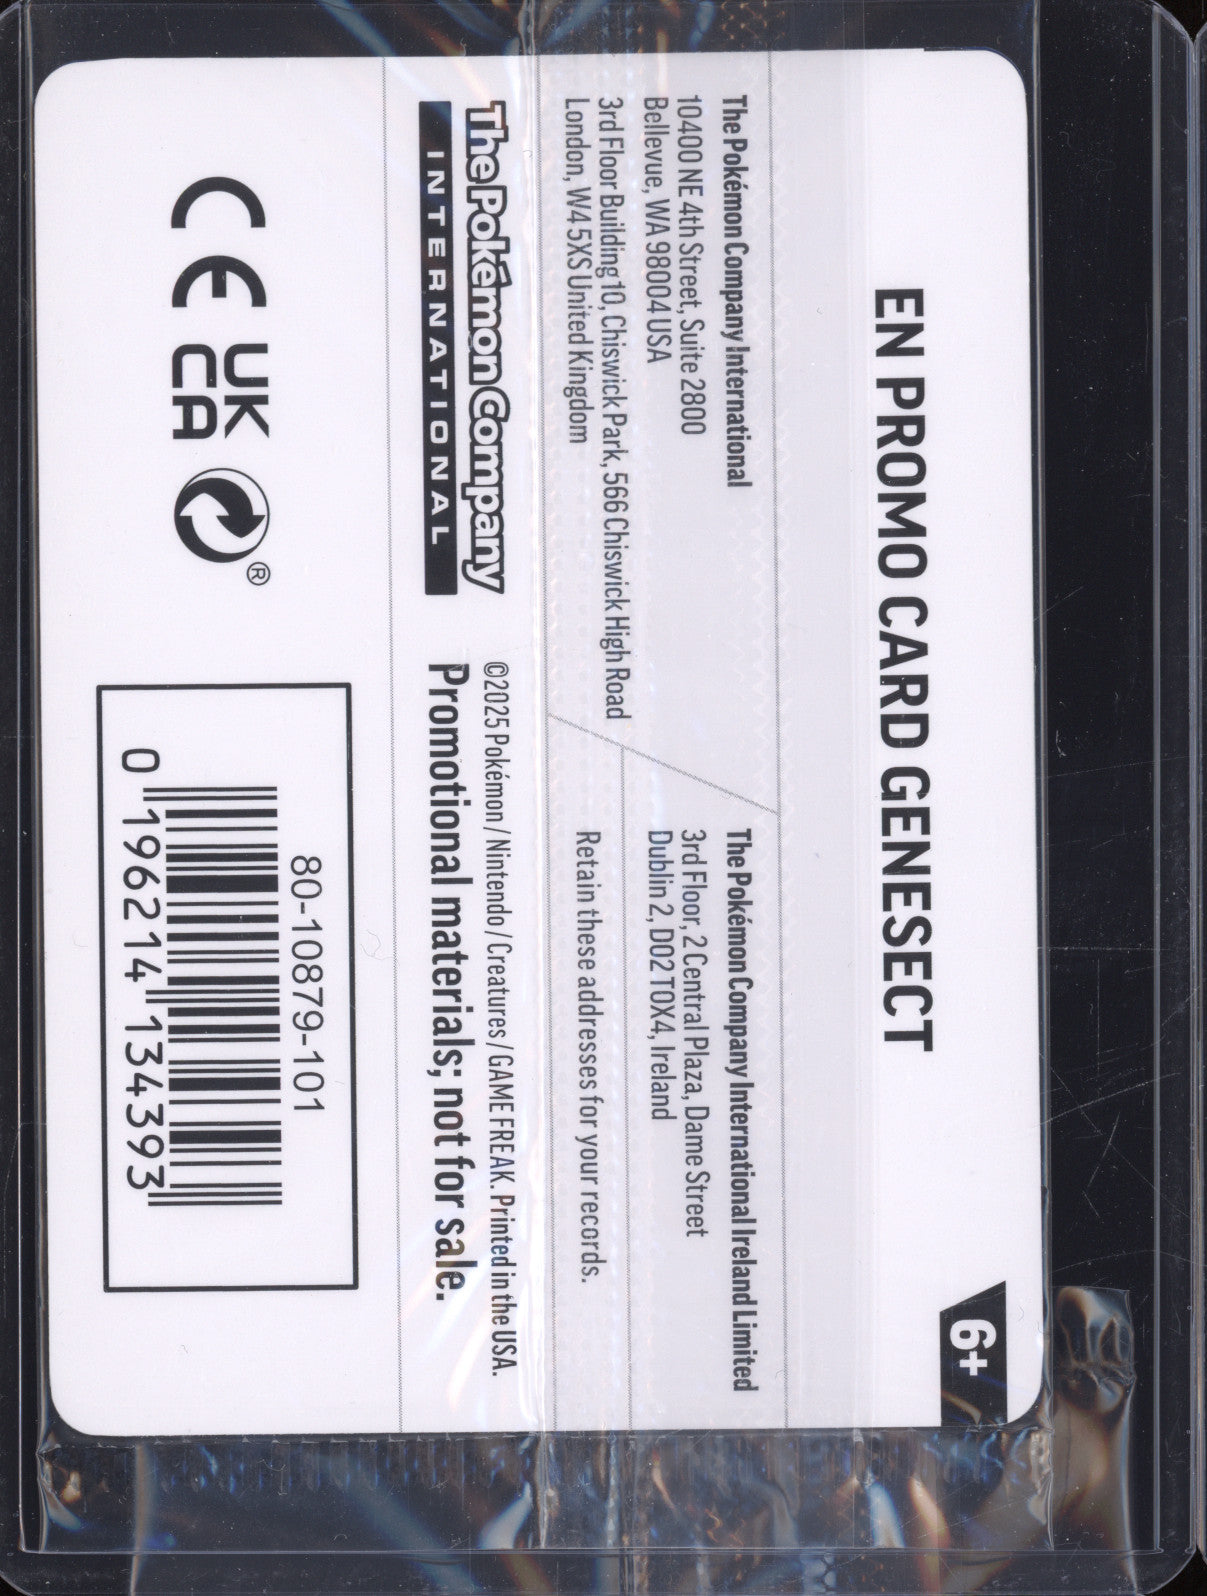 EN PROMO CARD GENESECT
6+
The Pokémon Company International
10400 NE 4th Street, Suite 2800
Bellevue, WA 98004 USA
3rd Floor Building 10, Chiswick Park, 566 Chiswick High Road
London, W4 5XS United Kingdom
The Pokémon Company International Ireland Limited
3rd Floor, 2 Central Plaza, Dame Street
Dublin 2, D02 T0X4, Ireland
Retain these addresses for your records.
The Pokémon Company
INTERNATIONAL
©2025 Pokémon / Nintendo / Creatures / GAME FREAK. Printed in the USA.
Promotional materials; not for sale.
CE
UK
CA
®
80-10879-101
0 19621413439 3